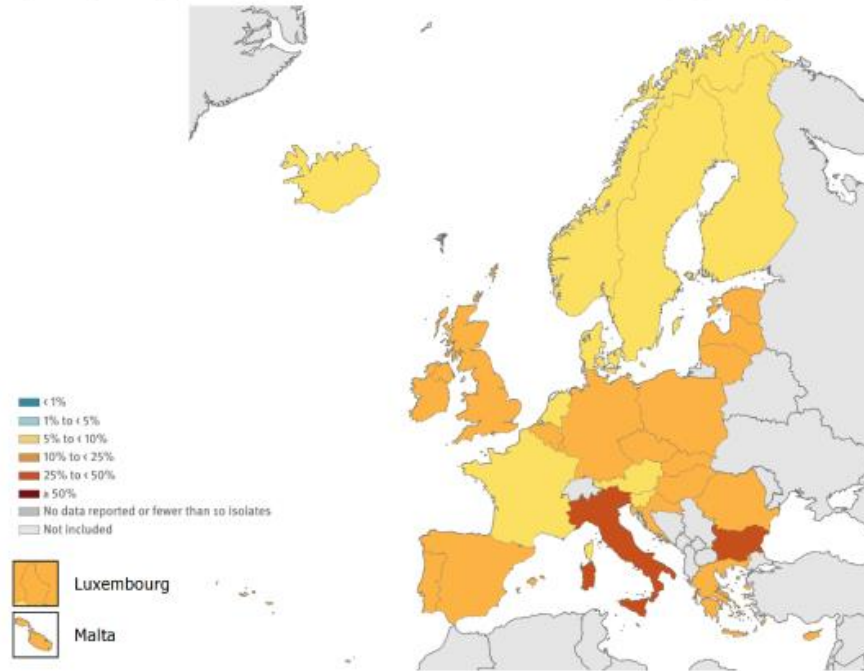 < 1%
1% to < 5%
5% to < 10%
10% to < 25%
25% to < 50%
≥ 50%
No data reported or fewer than 10 isolates
Not included
Luxembourg
Malta